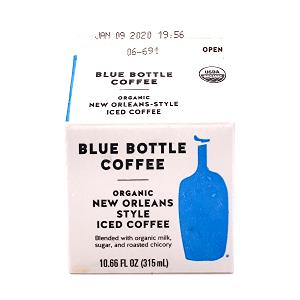 JAN 09 2020 19:56
06-691
OPEN
BLUE BOTTLE
COFFEE
USDA
ORGANIC
ORGANIC
NEW ORLEANS-STYLE
ICED COFFEE
BLUE BOTTLE
COFFEE
ORGANIC
NEW ORLEANS
STYLE
ICED COFFEE
Blended with organic milk,
sugar, and roasted chicory
10.66 FL OZ (315 mL)